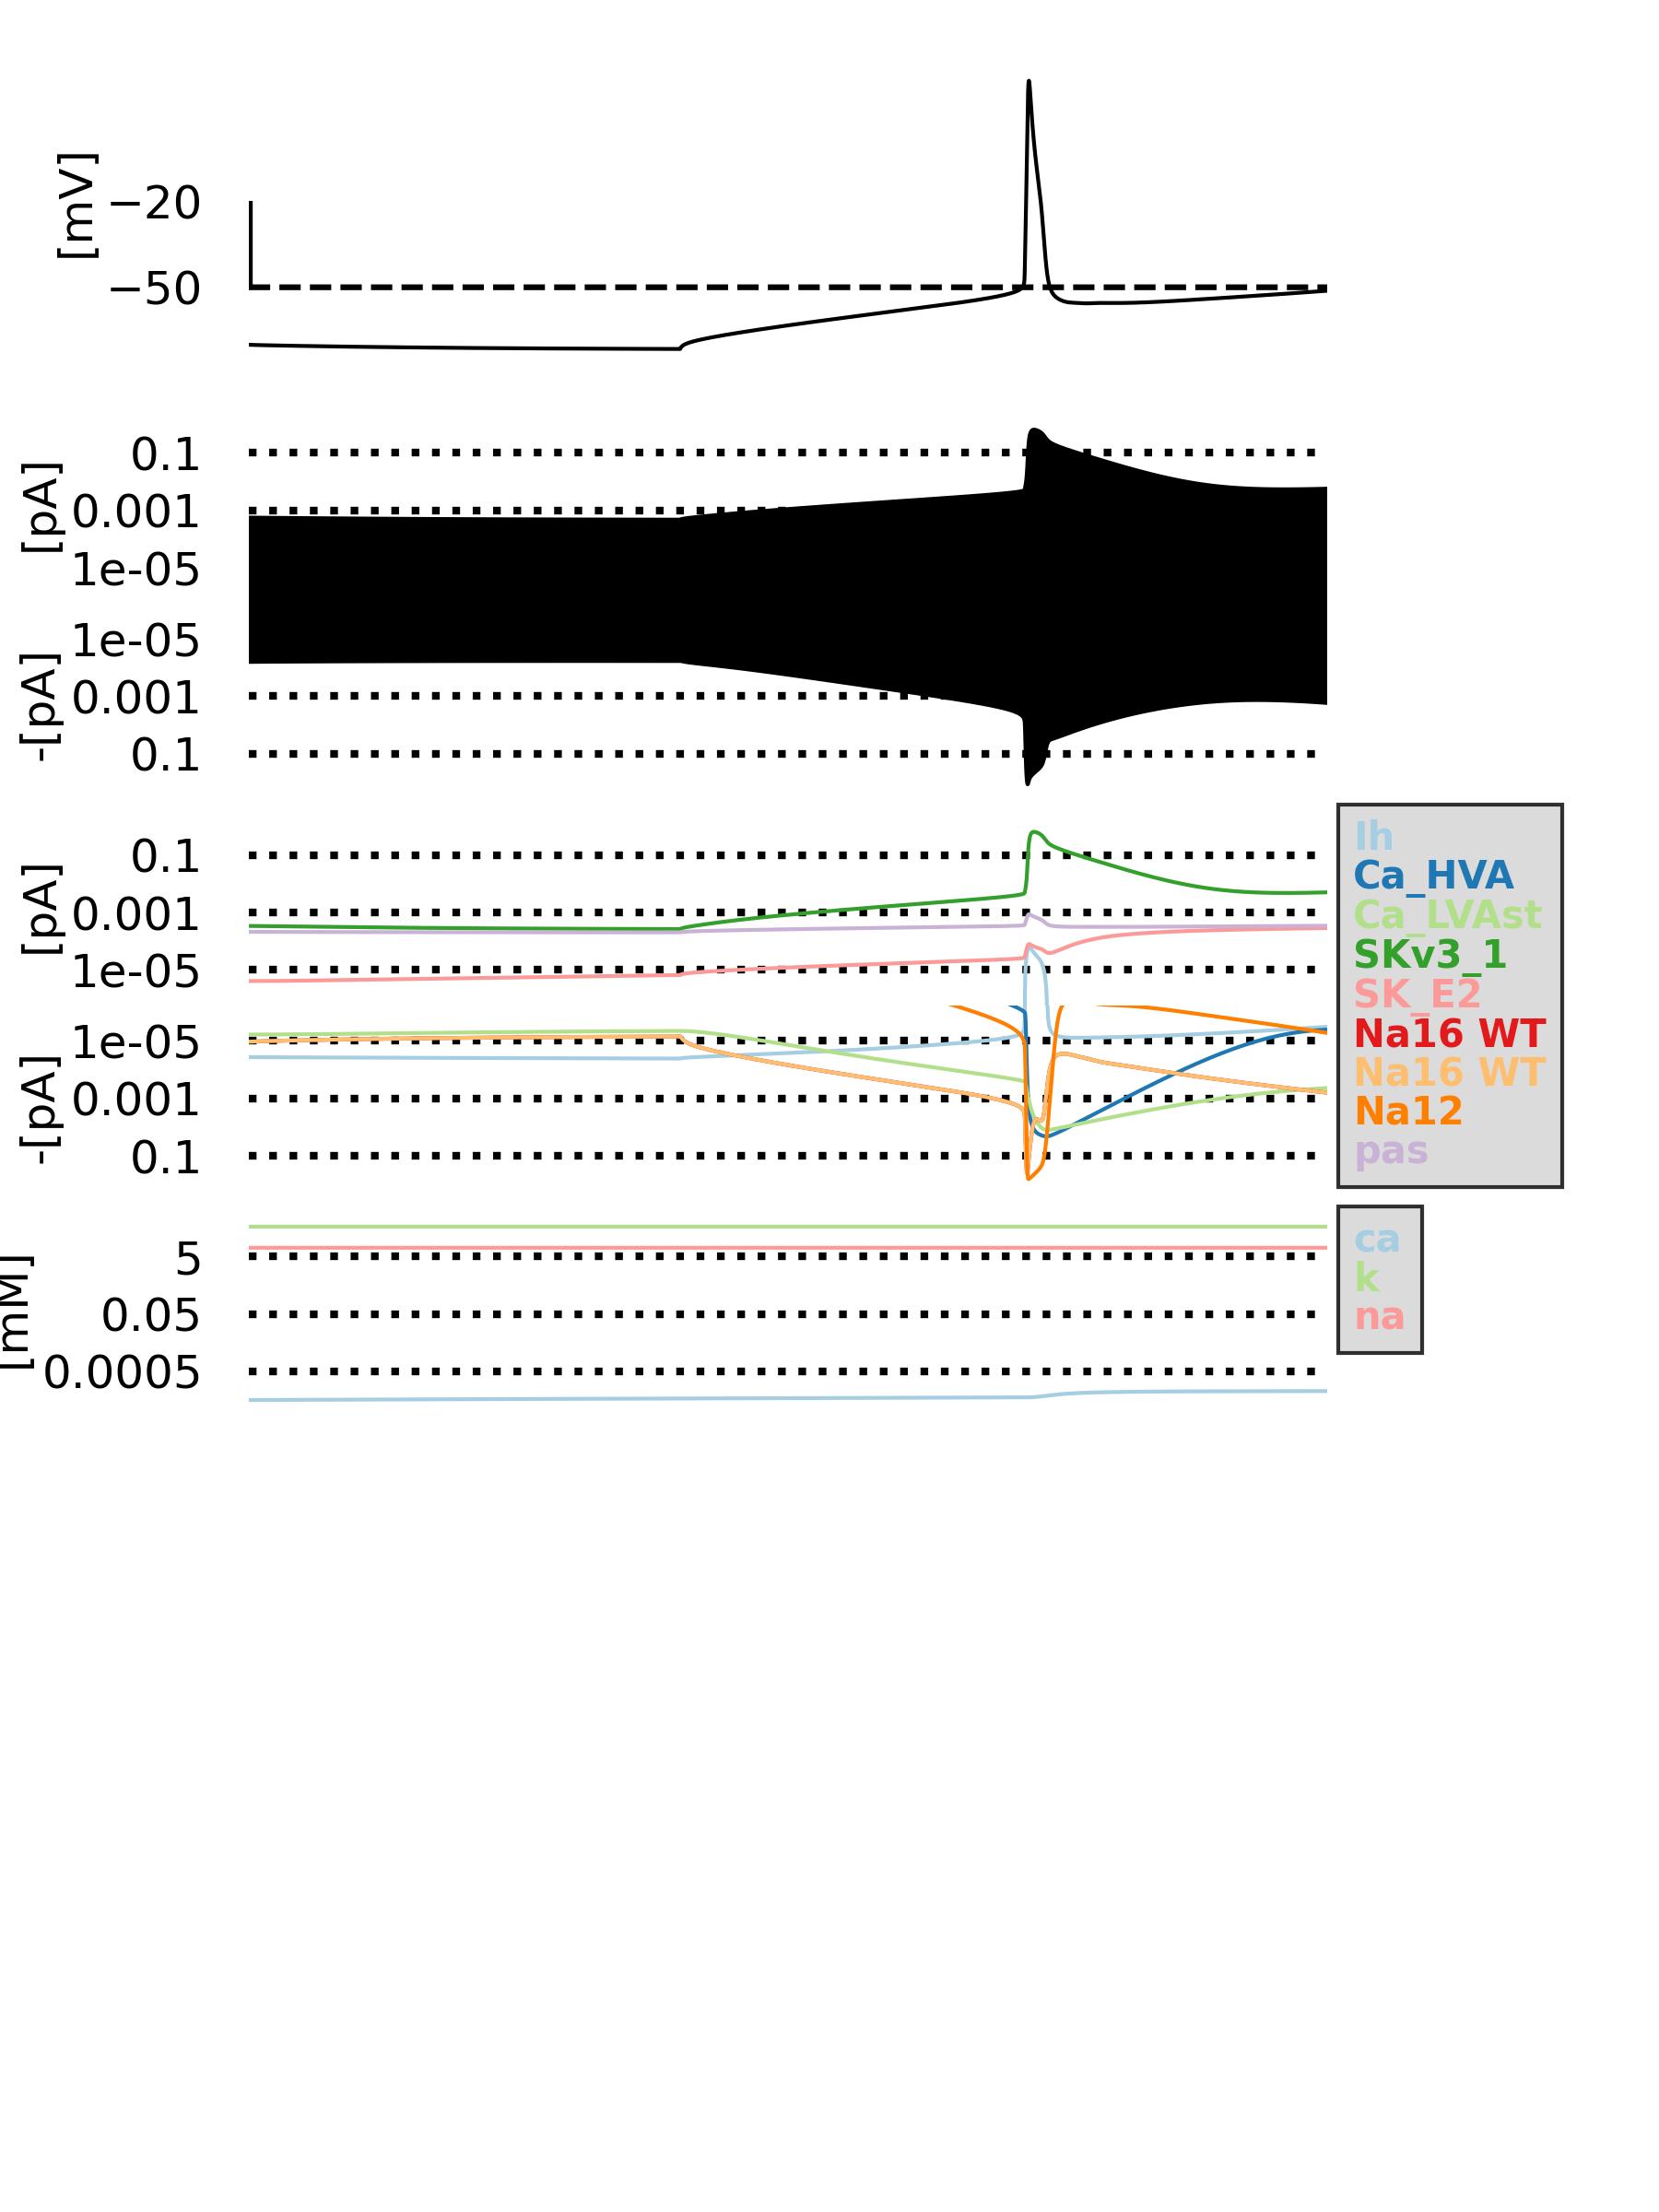 [mV]
−20
−50
[pA]
0.1
0.001
1e-05
-[pA]
1e-05
0.001
0.1
[pA]
0.1
0.001
1e-05
-[pA]
1e-05
0.001
0.1
Ih
Ca_HVA
Ca_LVAst
SKv3_1
SK_E2
Na16 WT
Na16 WT
Na12
pas
[mM]
5
0.05
0.0005
ca
k
na